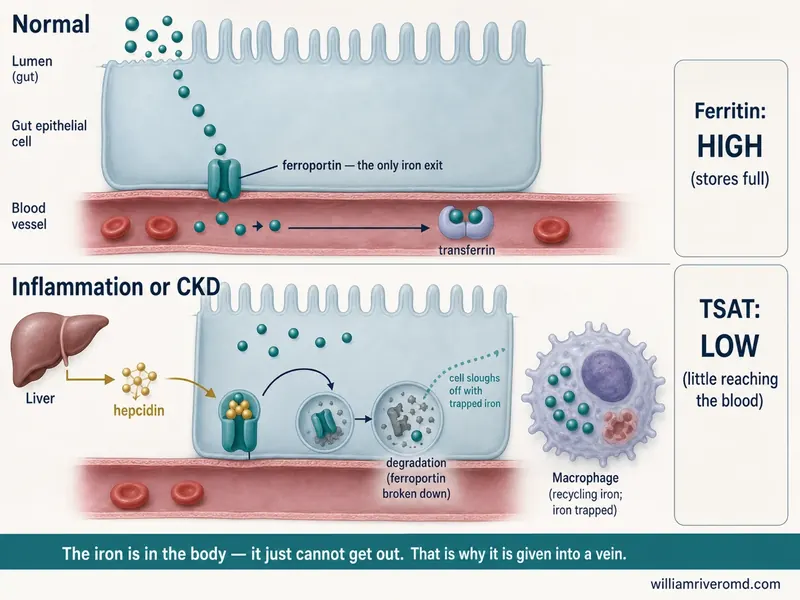 Normal
Lumen
(gut)
Gut epithelial
cell
ferroportin — the only iron exit
Blood
vessel
transferrin
Ferritin:
HIGH
(stores full)
Inflammation or CKD
Liver
hepcidin
cell sloughs
off with
trapped iron
degradation
(ferroportin
broken down)
Macrophage
(recycling iron;
iron trapped)
TSAT:
LOW
(little reaching
the blood)
The iron is in the body — it just cannot get out. That is why it is given into a vein.
williamriveromd.com